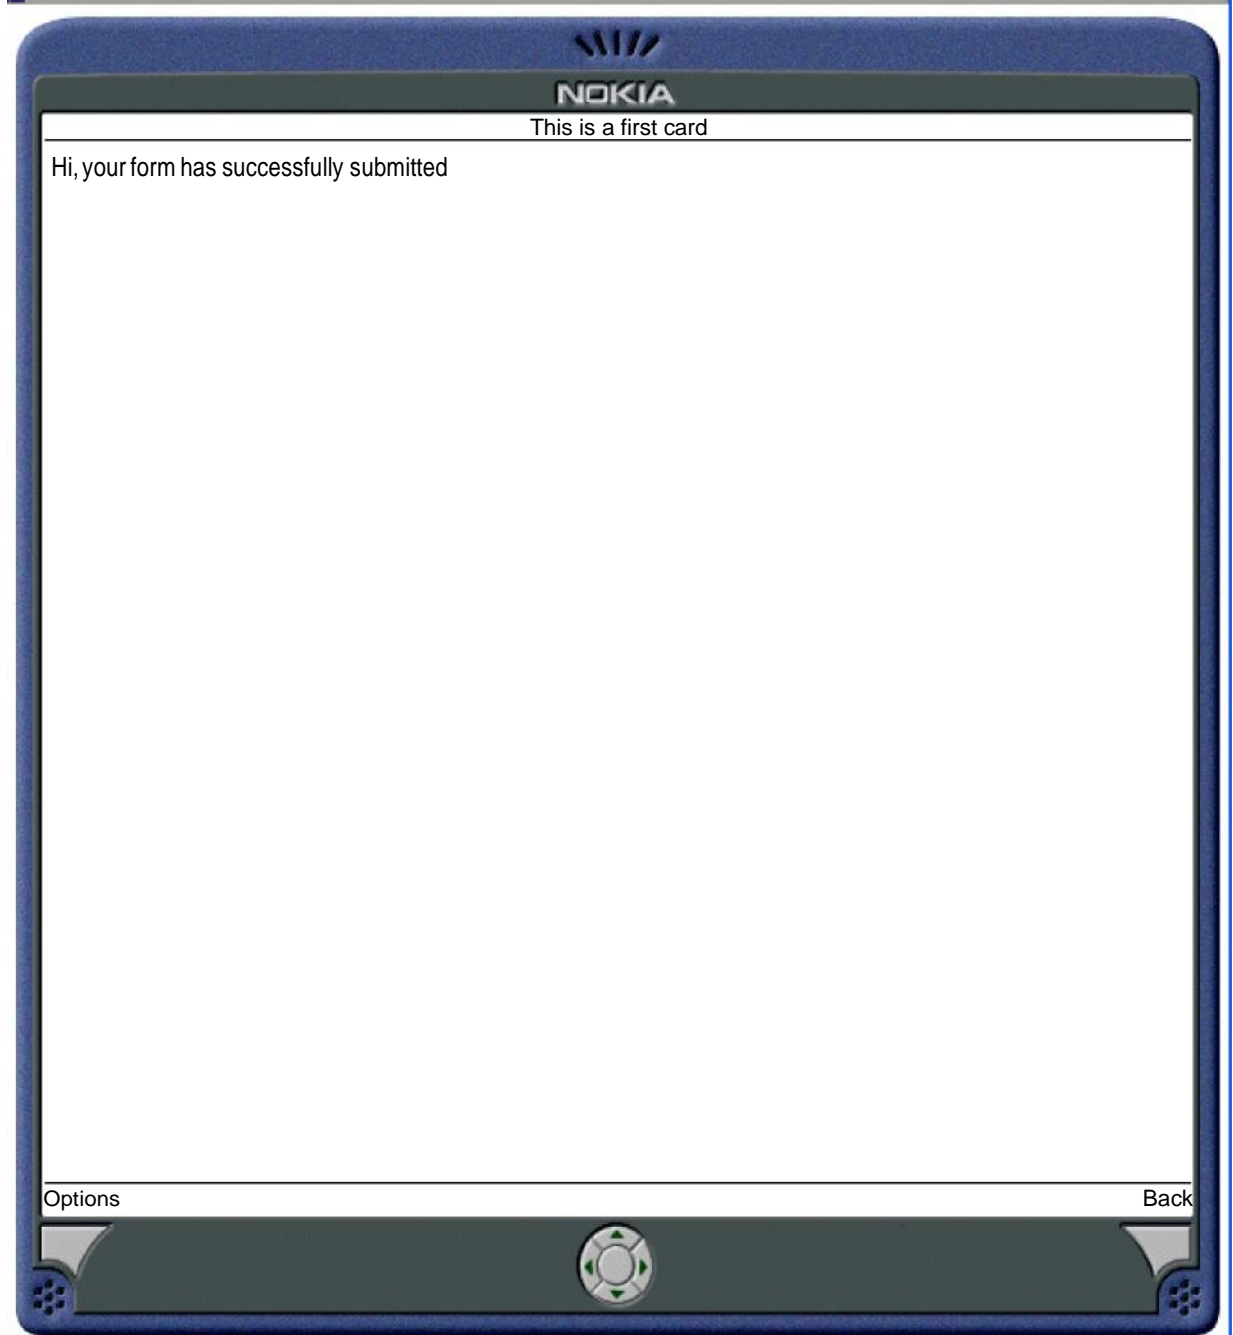 NOKIA
This is a first card
Hi, your form has successfully submitted
Options
Back